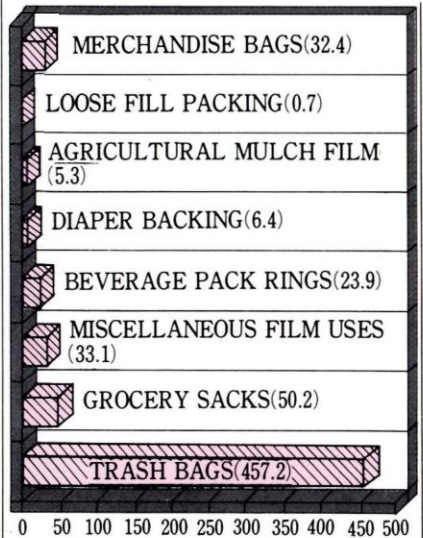 MERCHANDISE BAGS(32.4)
LOOSE FILL PACKING(0.7)
AGRICULTURAL MULCH FILM
(5.3)
DIAPER BACKING(6.4)
BEVERAGE PACK RINGS(23.9)
MISCELLANEOUS FILM USES
(33.1)
GROCERY SACKS(50.2)
TRASH BAGS(457.2)
0 50 100 150 200 250 300 350 400 450 500